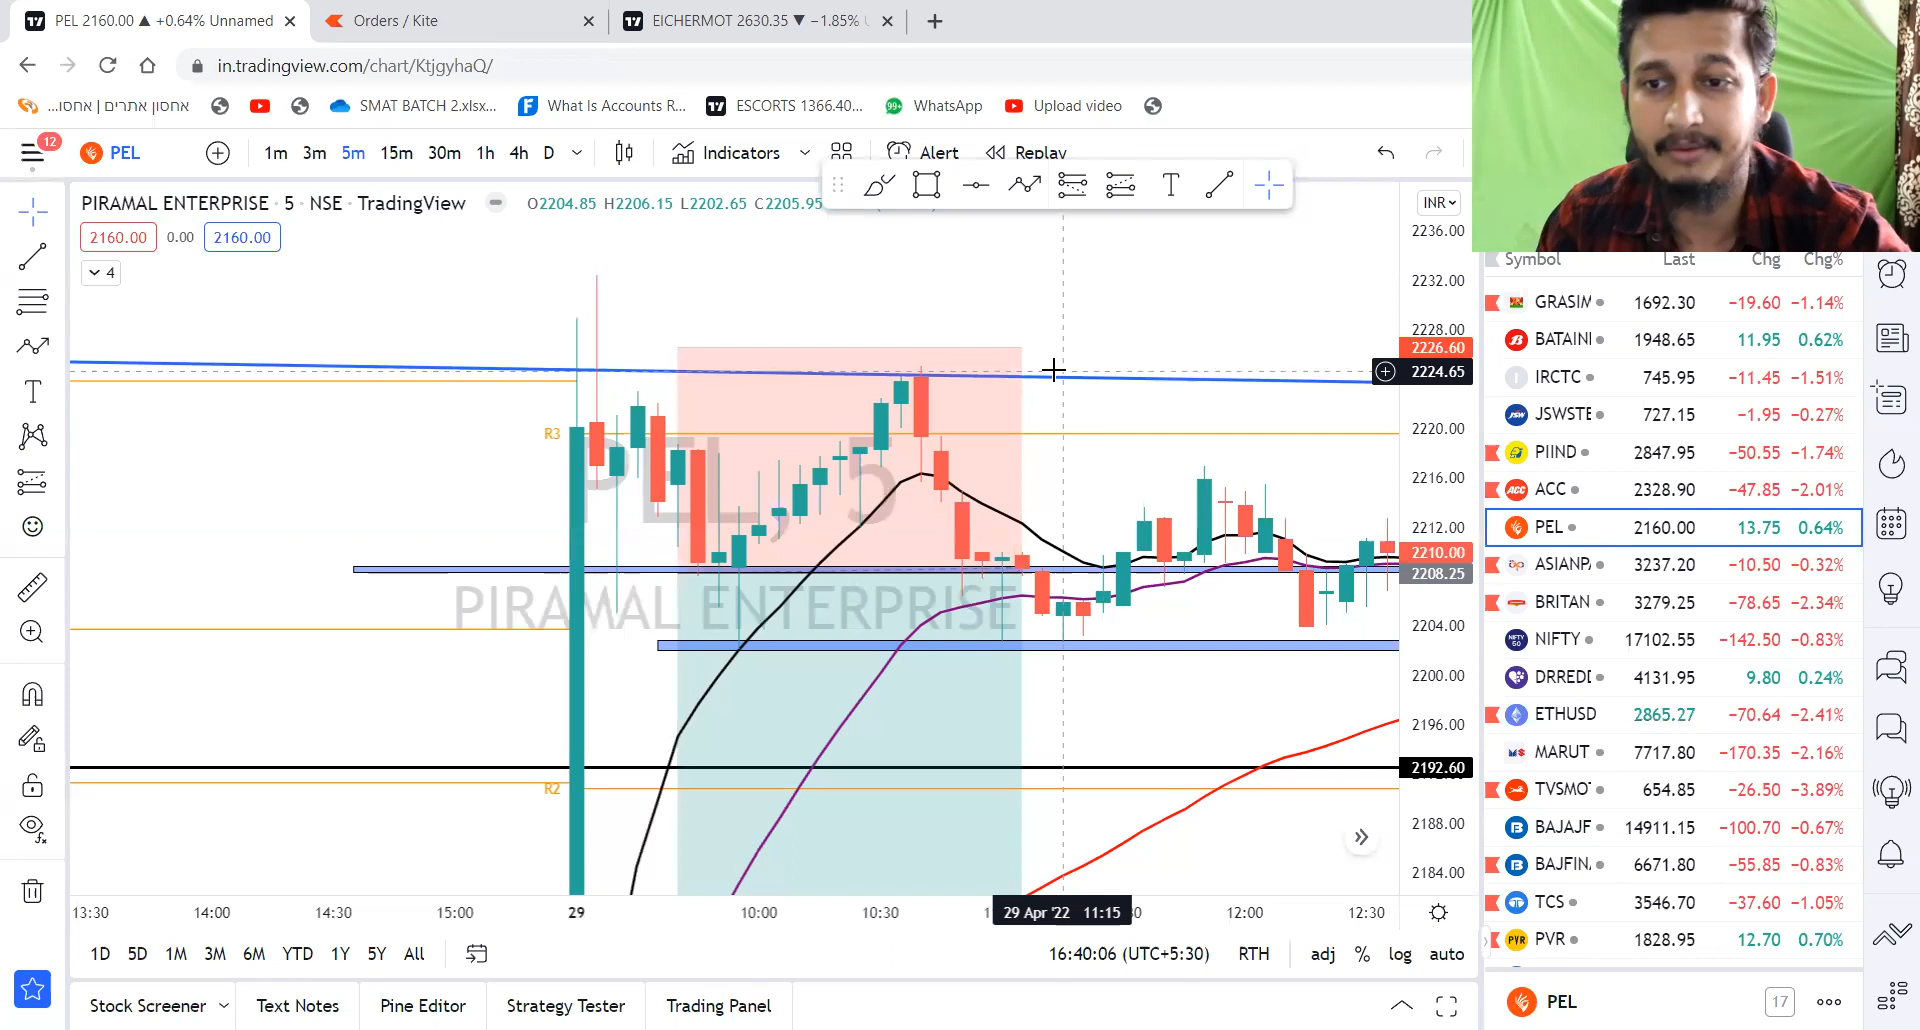 PEL 2160.00 ▲ +0.64% Unnamed
Orders / Kite
EICHERMOT 2630.35 ▼ −1.85%
in.tradingview.com/chart/KtjgyhaQ/
אחסון אתרים | אחסו...
SMAT BATCH 2.xlsx...
What Is Accounts R...
ESCORTS 1366.40...
99+
WhatsApp
Upload video
12
PEL
1m 3m 5m 15m 30m 1h 4h D
Indicators
Alert
Replay
PIRAMAL ENTERPRISE · 5 · NSE · TradingView
O2204.85 H2206.15 L2202.65 C2205.95
INR
2160.00 0.00 2160.00
4
2236.00
2232.00
2228.00
2226.60
2224.65
2220.00
2216.00
2212.00
2210.00
2208.25
2204.00
2200.00
2196.00
2192.60
2188.00
2184.00
R3
R2
PEL, 5
PIRAMAL ENTERPRISE
13:30 14:00 14:30 15:00 29 10:00 10:30 29 Apr '22 11:15 12:00 12:30
1D 5D 1M 3M 6M YTD 1Y 5Y All
16:40:06 (UTC+5:30) RTH adj % log auto
Stock Screener Text Notes Pine Editor Strategy Tester Trading Panel
Symbol Last Chg Chg%
GRASIM 1692.30 −19.60 −1.14%
BATAINI 1948.65 11.95 0.62%
IRCTC 745.95 −11.45 −1.51%
JSWSTE 727.15 −1.95 −0.27%
PIIND 2847.95 −50.55 −1.74%
ACC 2328.90 −47.85 −2.01%
PEL 2160.00 13.75 0.64%
ASIANPA 3237.20 −10.50 −0.32%
BRITAN 3279.25 −78.65 −2.34%
NIFTY 17102.55 −142.50 −0.83%
DRREDD 4131.95 9.80 0.24%
ETHUSD 2865.27 −70.64 −2.41%
MARUT 7717.80 −170.35 −2.16%
TVSMO 654.85 −26.50 −3.89%
BAJAJF 14911.15 −100.70 −0.67%
BAJFIN 6671.80 −55.85 −0.83%
TCS 3546.70 −37.60 −1.05%
PVR 1828.95 12.70 0.70%
PEL
17